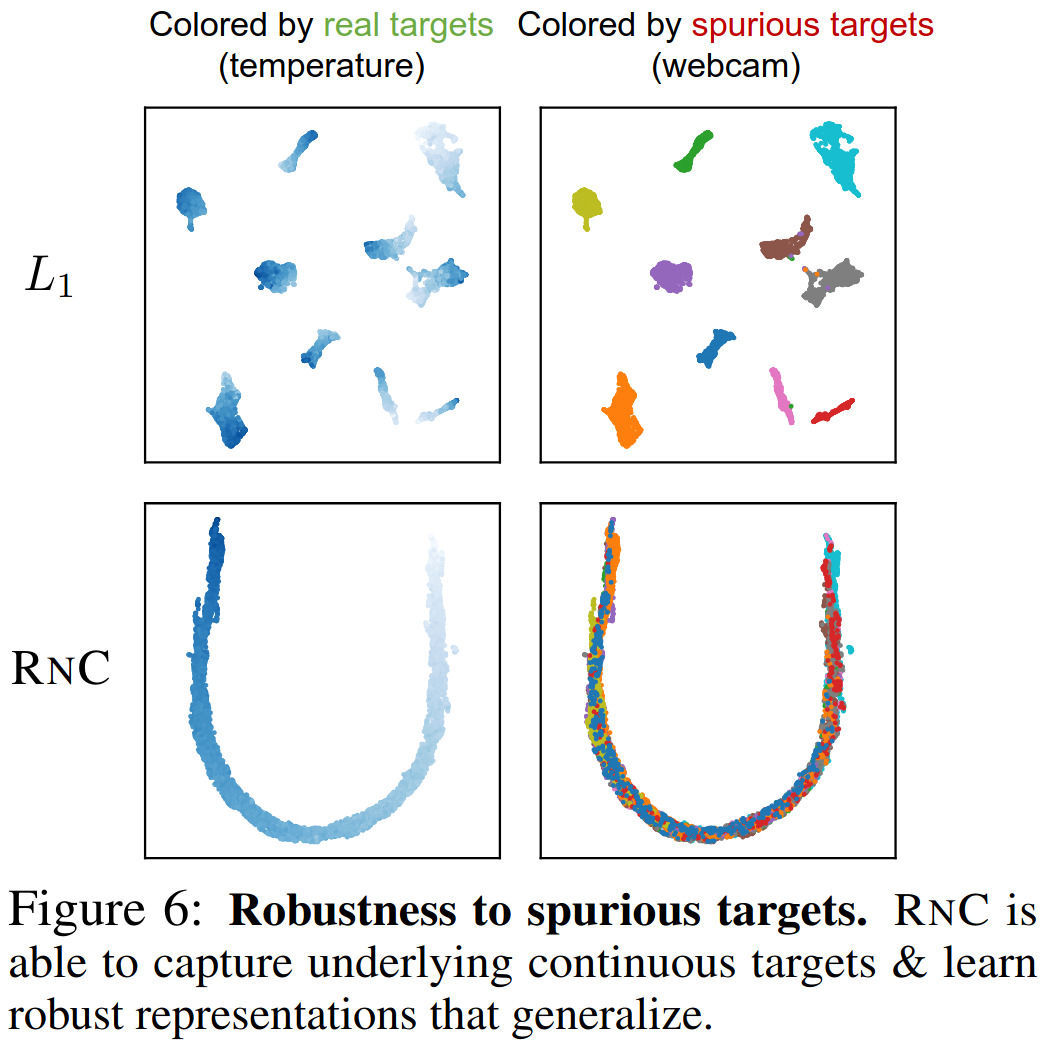 Colored by real targets Colored by spurious targets
(temperature) (webcam)
L1
RNC
Figure 6: Robustness to spurious targets. RNC is
able to capture underlying continuous targets & learn
robust representations that generalize.